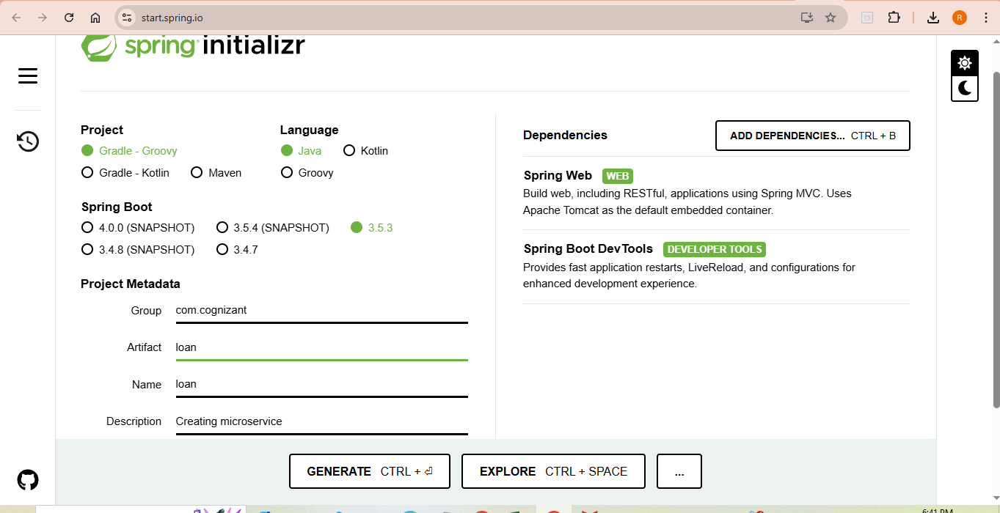 start.spring.io
R
spring initializr
Project
Gradle - Groovy
Gradle - Kotlin
Maven
Language
Java
Kotlin
Groovy
Spring Boot
4.0.0 (SNAPSHOT)
3.5.4 (SNAPSHOT)
3.5.3
3.4.8 (SNAPSHOT)
3.4.7
Project Metadata
Group com.cognizant
Artifact loan
Name loan
Description Creating microservice
Dependencies
ADD DEPENDENCIES... CTRL + B
Spring Web WEB
Build web, including RESTful, applications using Spring MVC. Uses
Apache Tomcat as the default embedded container.
Spring Boot DevTools DEVELOPER TOOLS
Provides fast application restarts, LiveReload, and configurations for
enhanced development experience.
GENERATE CTRL + ⏎
EXPLORE CTRL + SPACE
...
6:41 PM